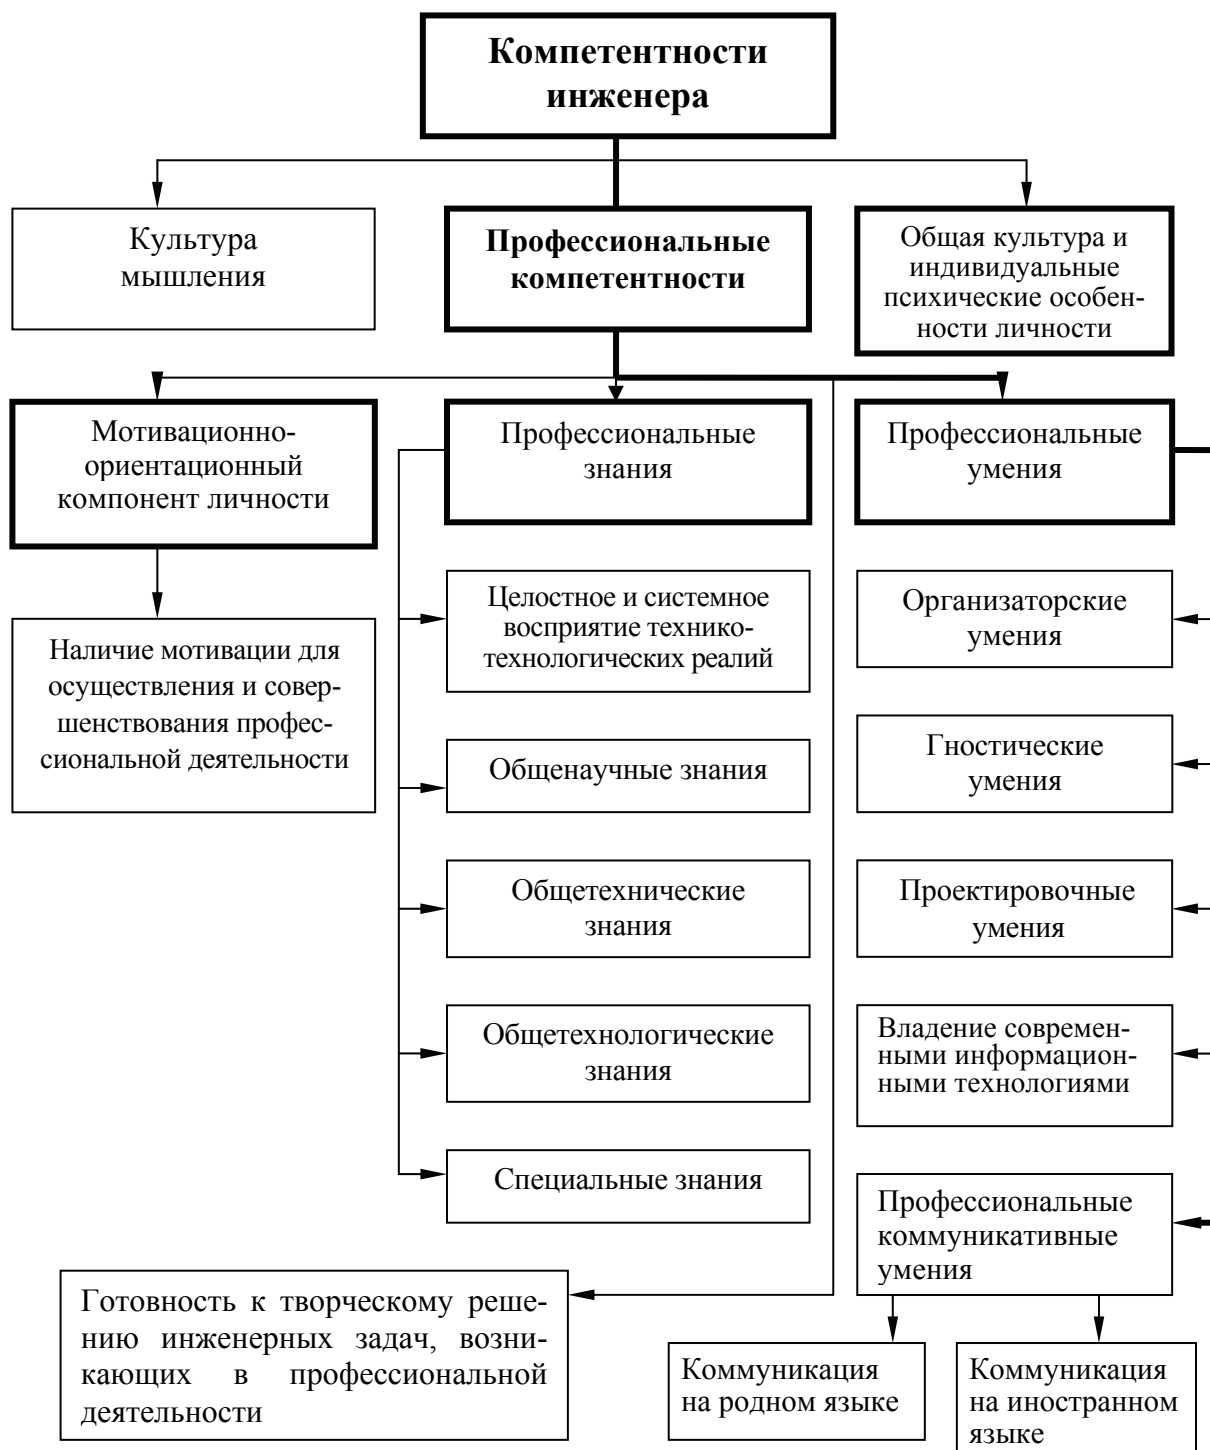 Компетентности
инженера
Культура
мышления
Профессиональные
компетентности
Общая культура и
индивидуальные
психические особен-
ности личности
Мотивационно-
ориентационный
компонент личности
Профессиональные
знания
Профессиональные
умения
Наличие мотивации для
осуществления и совер-
шенствования профес-
сиональной деятельности
Целостное и системное
восприятие технико-
технологических реалий
Общенаучные знания
Общетехнические
знания
Общетехнологические
знания
Специальные знания
Организаторские
умения
Гностические
умения
Проектировочные
умения
Владение современ-
ными информацион-
ными технологиями
Профессиональные
коммуникативные
умения
Готовность к творческому реше-
нию инженерных задач, возни-
кающих в профессиональной
деятельности
Коммуникация
на родном языке
Коммуникация
на иностранном
языке